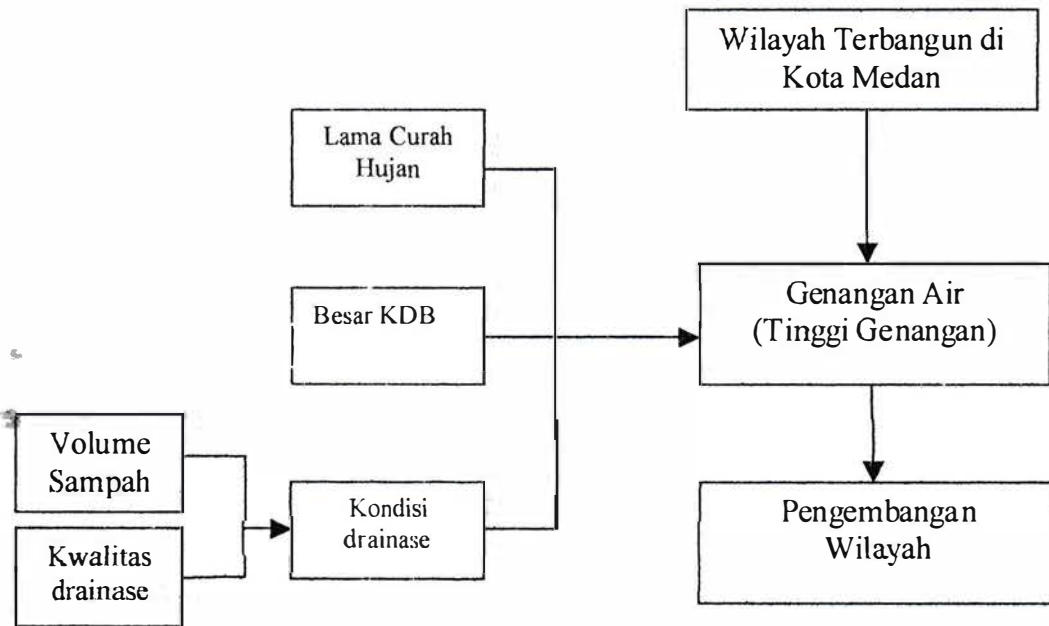 Wilayah Terbangun di
Kota Medan
Lama Curah
Hujan
Besar KDB
Genangan Air
(Tinggi Genangan)
Volume
Sampah
Kondisi
drainase
Kwalitas
drainase
Pengembangan
Wilayah